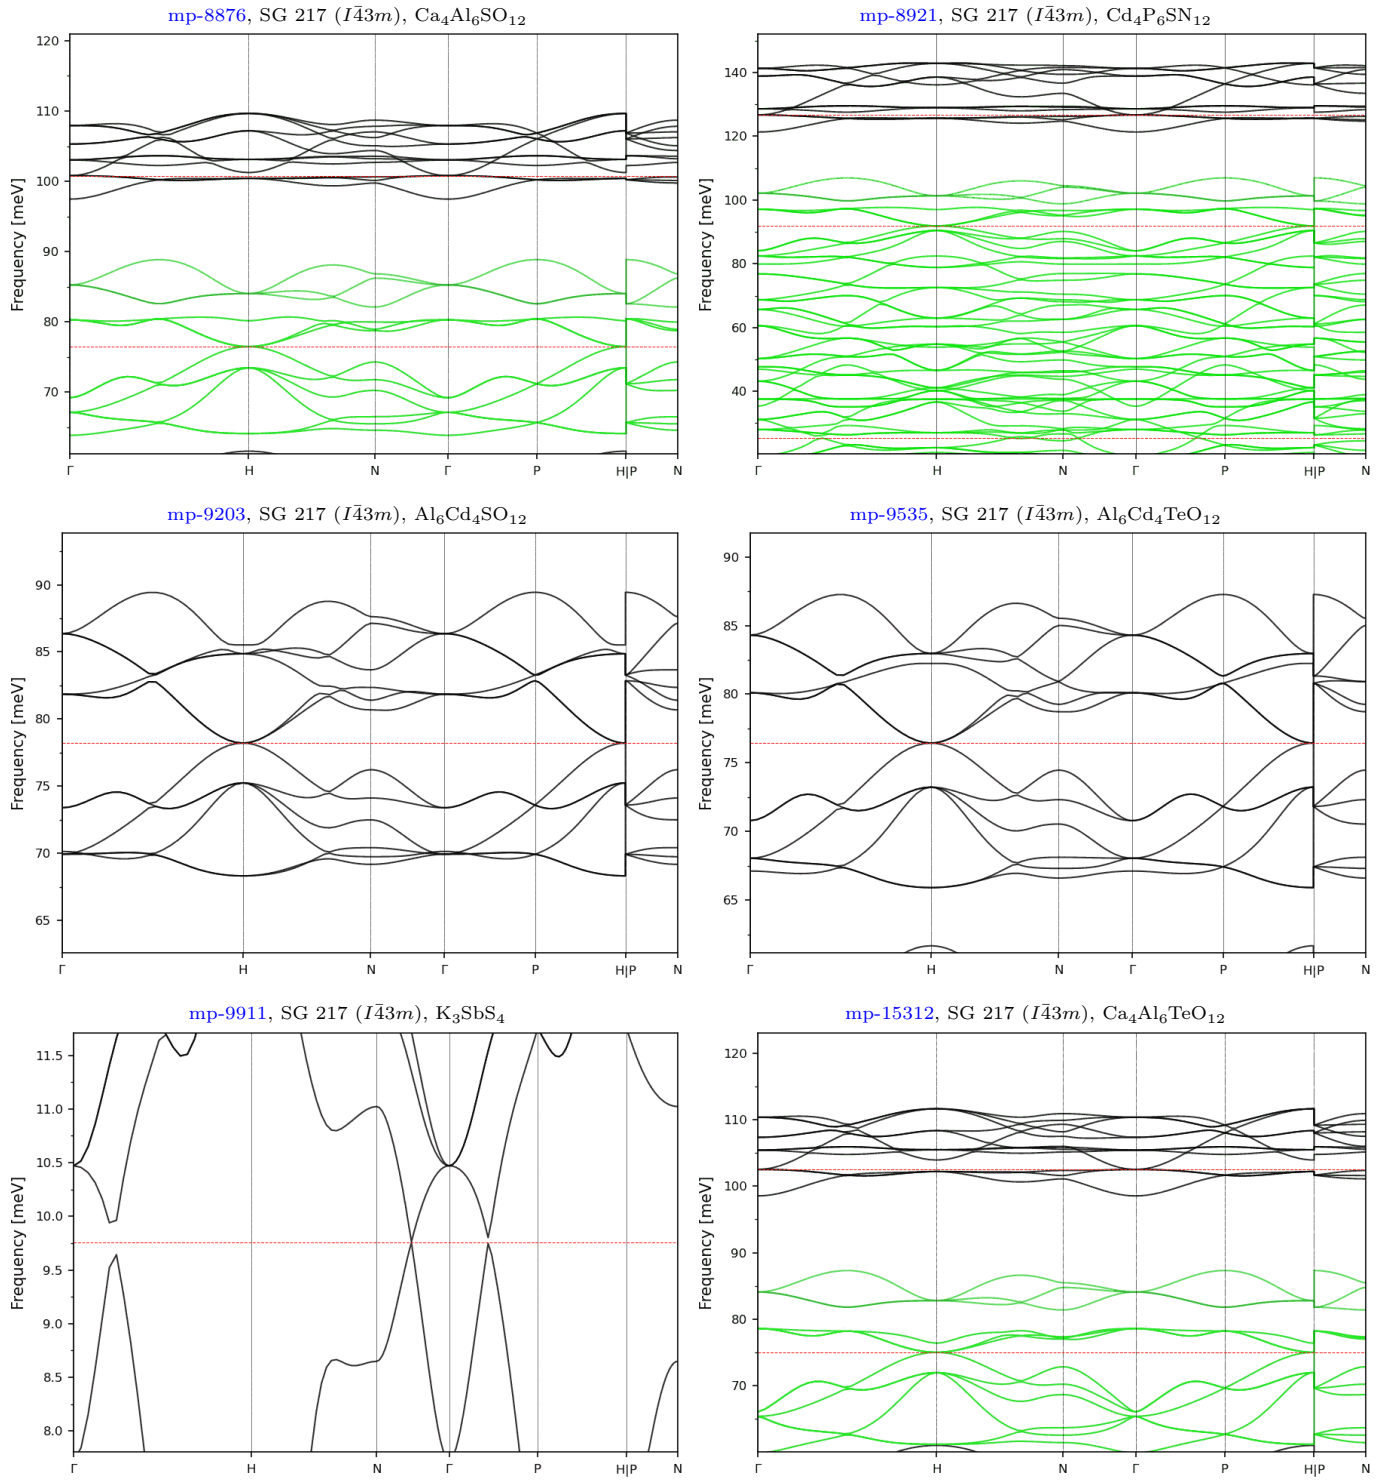 mp-8876, SG 217 (I4̄3m), Ca₄Al₆SO₁₂
120
110
100
90
80
70
Frequency [meV]
Γ H N Γ P H|P N
mp-8921, SG 217 (I4̄3m), Cd₄P₆SN₁₂
140
120
100
80
60
40
Frequency [meV]
Γ H N Γ P H|P N
mp-9203, SG 217 (I4̄3m), Al₆Cd₄SO₁₂
90
85
80
75
70
65
Frequency [meV]
Γ H N Γ P H|P N
mp-9535, SG 217 (I4̄3m), Al₆Cd₄TeO₁₂
90
85
80
75
70
65
Frequency [meV]
Γ H N Γ P H|P N
mp-9911, SG 217 (I4̄3m), K₃SbS₄
11.5
11.0
10.5
10.0
9.5
9.0
8.5
8.0
Frequency [meV]
Γ H N Γ P H|P N
mp-15312, SG 217 (I4̄3m), Ca₄Al₆TeO₁₂
120
110
100
90
80
70
Frequency [meV]
Γ H N Γ P H|P N